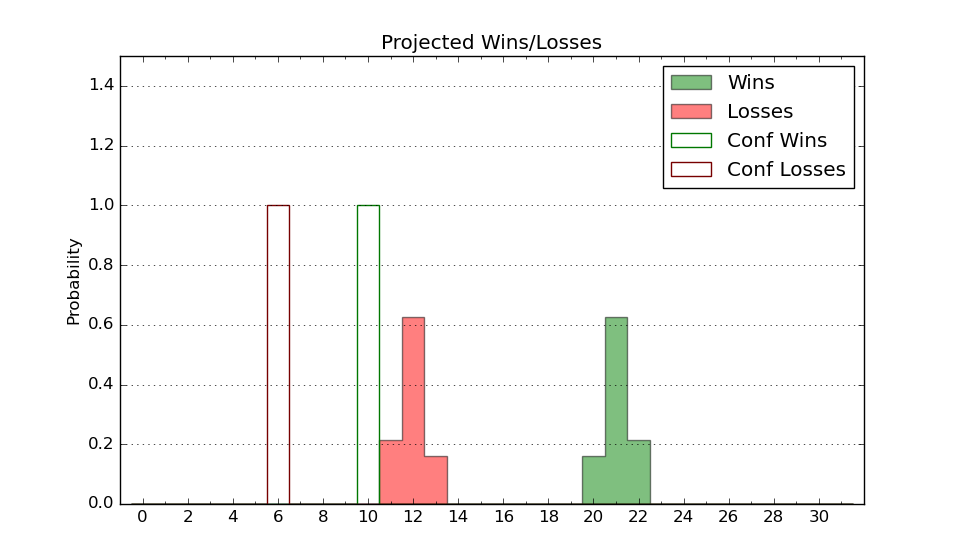 Projected Wins/Losses
1.4
1.2
1.0
0.8
0.6
0.4
0.2
0.0
Probability
Wins
Losses
Conf Wins
Conf Losses
0 2 4 6 8 10 12 14 16 18 20 22 24 26 28 30